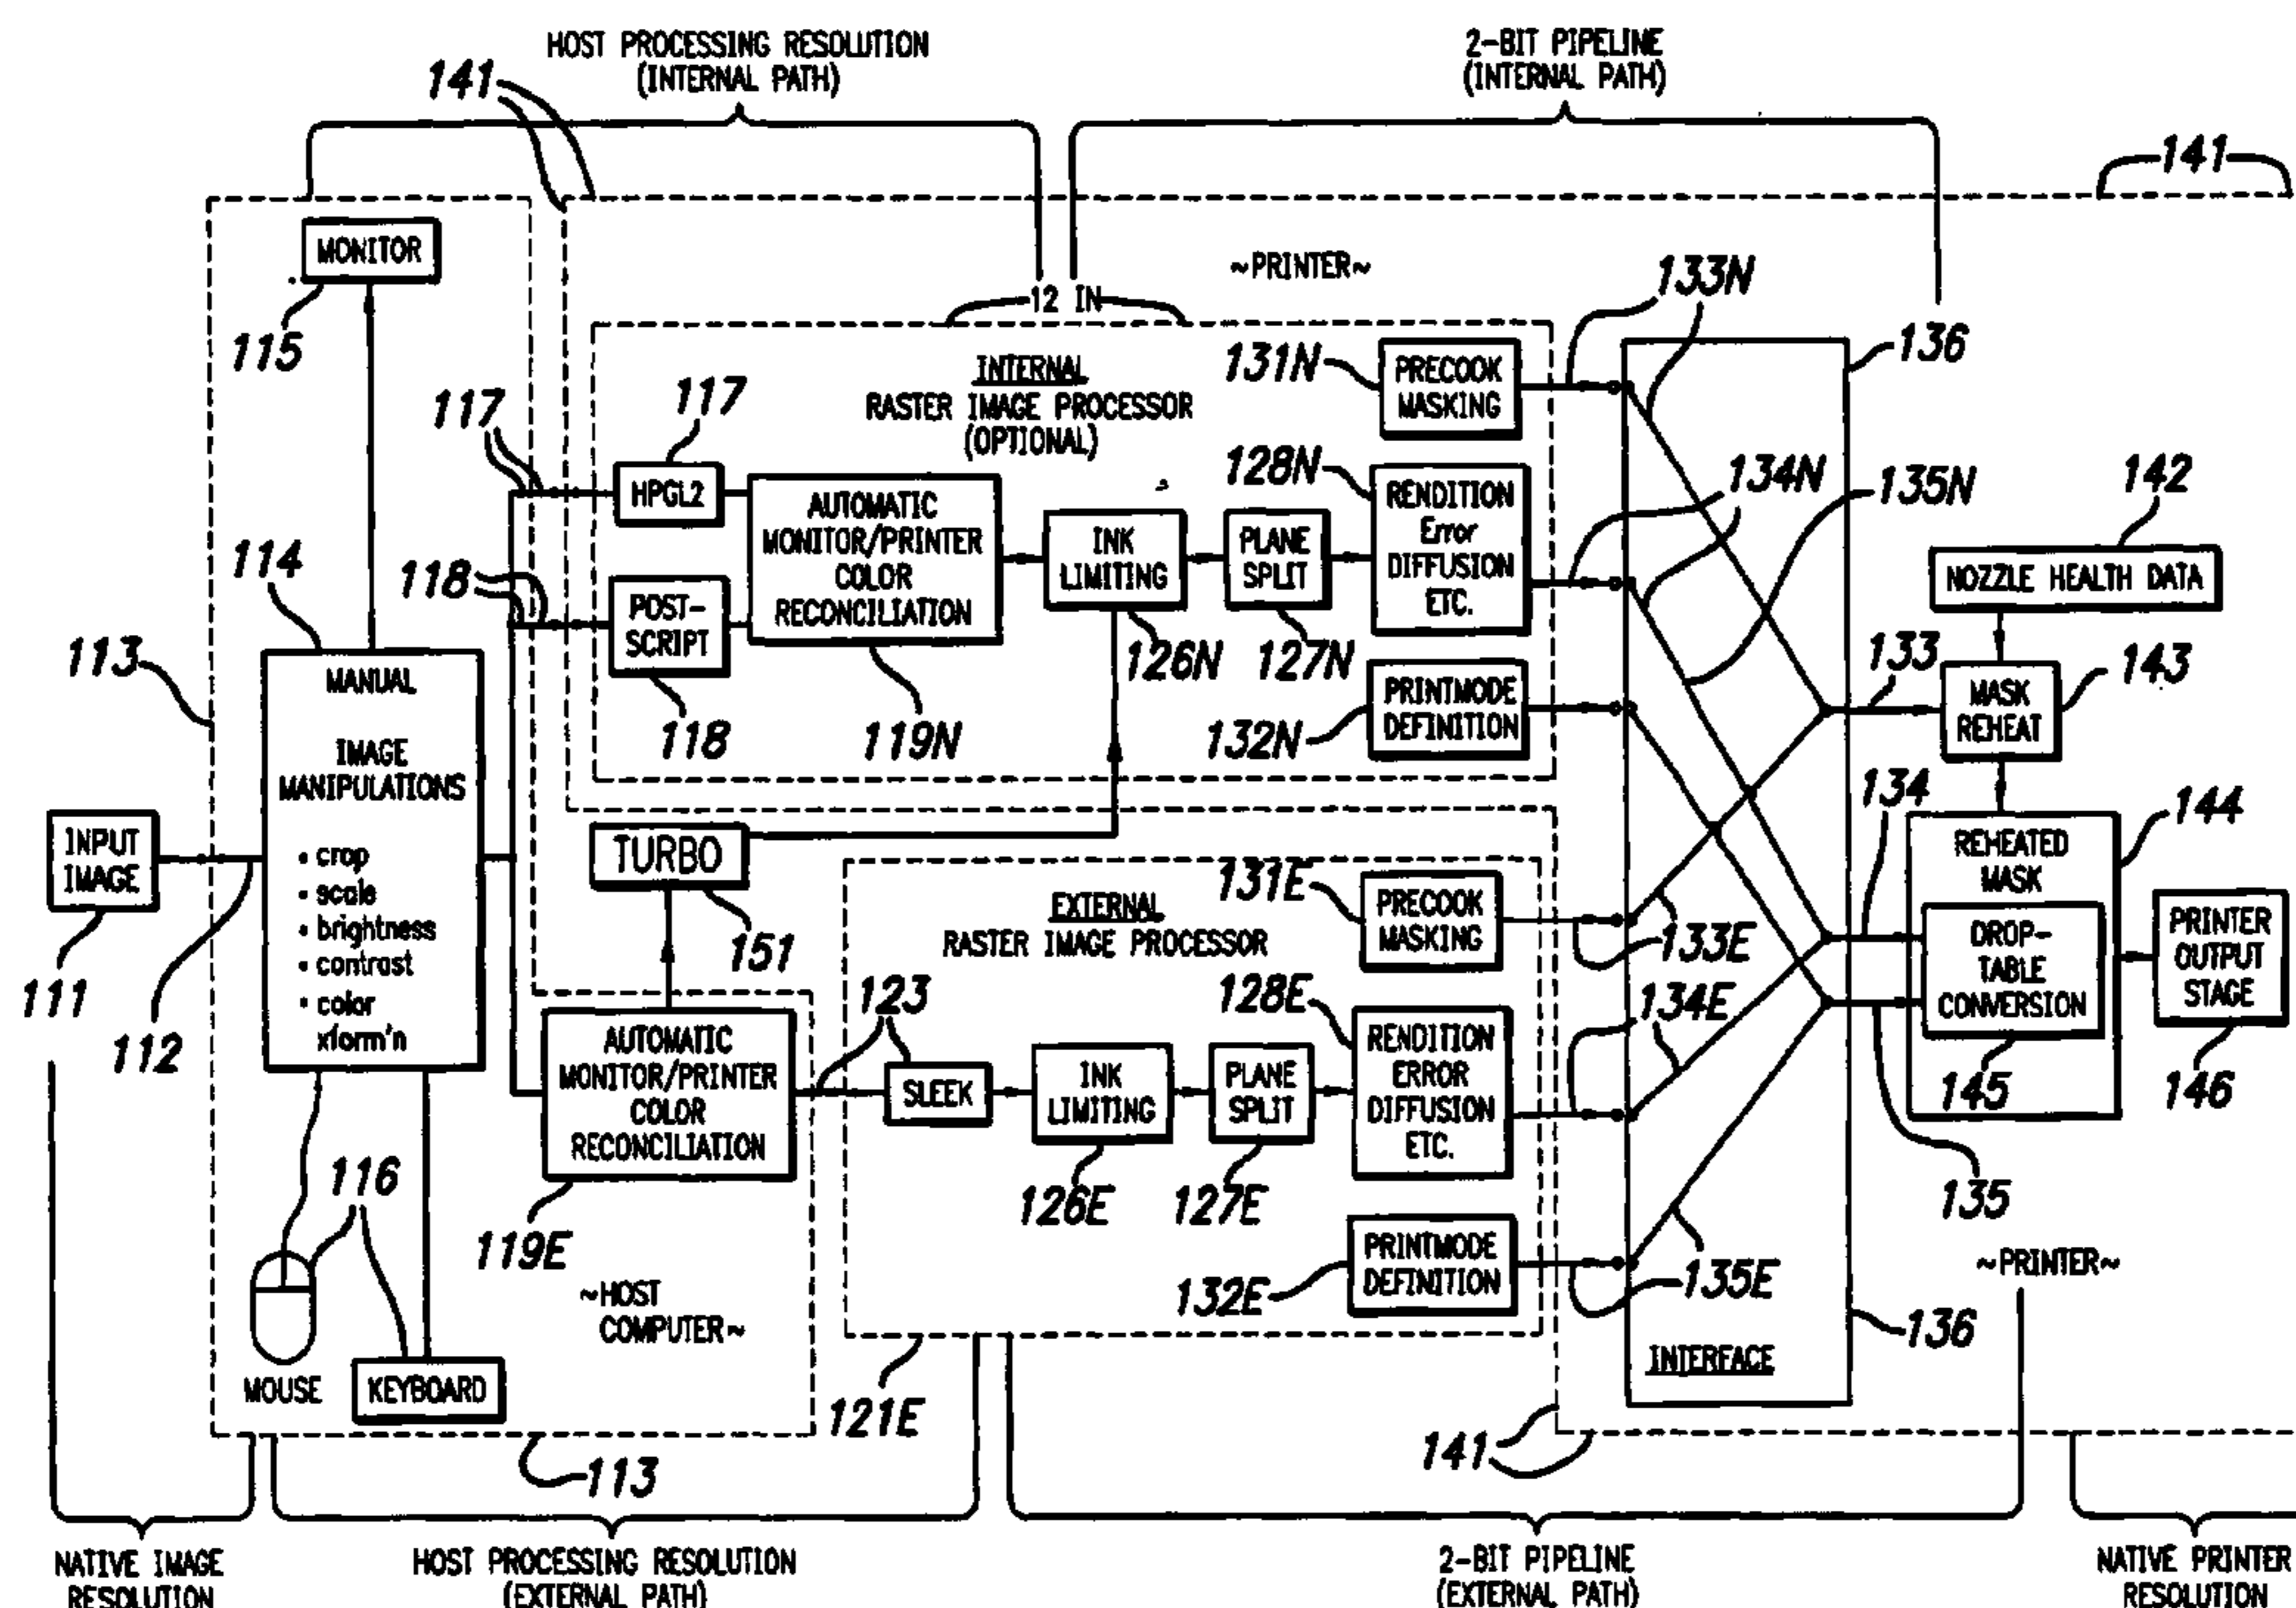 HOST PROCESSING RESOLUTION
(INTERNAL PATH)
2-BIT PIPELINE
(INTERNAL PATH)
141
141
MONITOR
115
~PRINTER~
12 IN
133N
136
INTERNAL
RASTER IMAGE PROCESSOR
(OPTIONAL)
131N
PRECOOK
MASKING
117
117
HPGL2
AUTOMATIC
MONITOR/PRINTER
COLOR
RECONCILIATION
INK
LIMITING
PLANE
SPLIT
128N
RENDITION
Error
DIFFUSION
ETC.
134N
135N
142
NOZZLE HEALTH DATA
118
POST-
SCRIPT
118
119N
126N
127N
132N
PRINTMODE
DEFINITION
133
MASK
REHEAT
143
114
113
MANUAL
IMAGE
MANIPULATIONS
• crop
• scale
• brightness
• contrast
• color
xform'n
INPUT
IMAGE
111
112
TURBO
151
EXTERNAL
RASTER IMAGE PROCESSOR
131E
PRECOOK
MASKING
133E
134
144
REHEATED
MASK
DROP-
TABLE
CONVERSION
145
PRINTER
OUTPUT
STAGE
146
AUTOMATIC
MONITOR/PRINTER
COLOR
RECONCILIATION
123
SLEEK
INK
LIMITING
PLANE
SPLIT
128E
RENDITION
ERROR
DIFFUSION
ETC.
134E
135
116
119E
126E
127E
132E
PRINTMODE
DEFINITION
135E
~PRINTER~
136
~HOST
COMPUTER~
MOUSE
KEYBOARD
121E
INTERFACE
141
113
NATIVE IMAGE
RESOLUTION
HOST PROCESSING RESOLUTION
(EXTERNAL PATH)
2-BIT PIPELINE
(EXTERNAL PATH)
NATIVE PRINTER
RESOLUTION